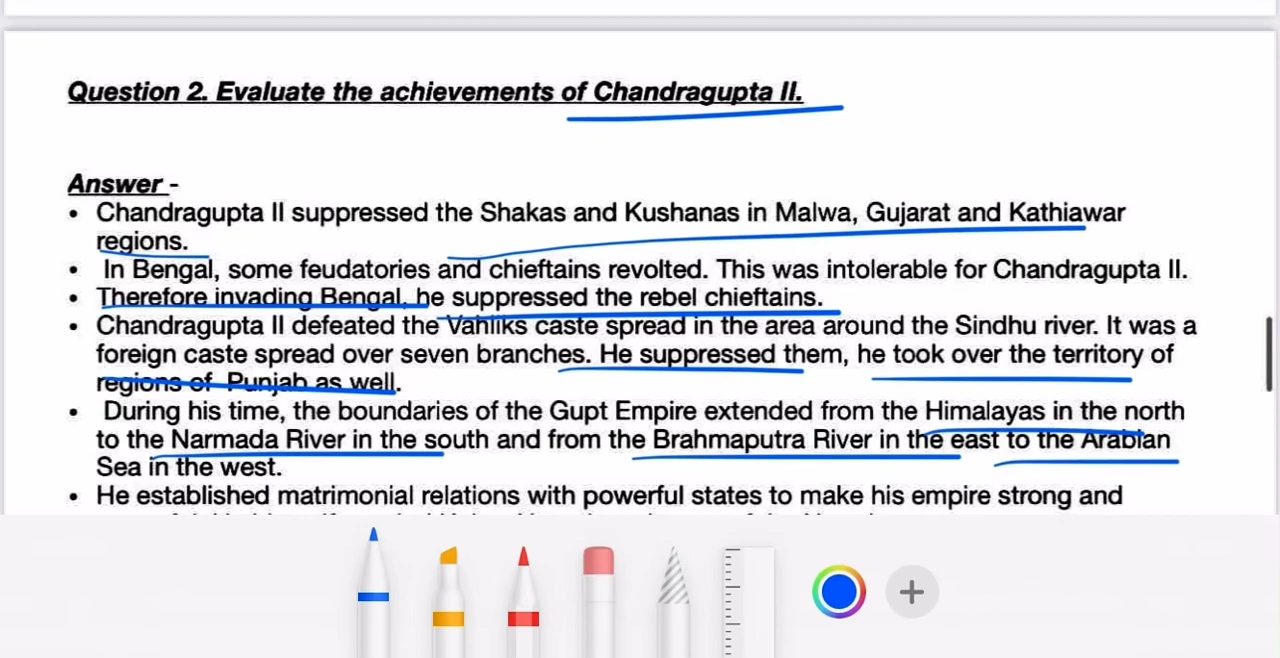 Question 2. Evaluate the achievements of Chandragupta II.
Answer -
• Chandragupta II suppressed the Shakas and Kushanas in Malwa, Gujarat and Kathiawar
regions.
• In Bengal, some feudatories and chieftains revolted. This was intolerable for Chandragupta II.
• Therefore invading Bengal, he suppressed the rebel chieftains.
• Chandragupta II defeated the Vahliks caste spread in the area around the Sindhu river. It was a
foreign caste spread over seven branches. He suppressed them, he took over the territory of
regions of Punjab as well.
• During his time, the boundaries of the Gupt Empire extended from the Himalayas in the north
to the Narmada River in the south and from the Brahmaputra River in the east to the Arabian
Sea in the west.
• He established matrimonial relations with powerful states to make his empire strong and